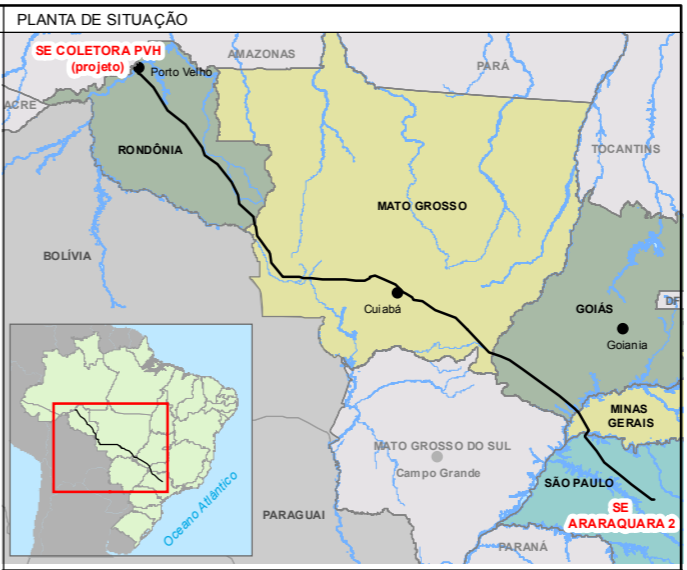 PLANTA DE SITUAÇÃO
SE COLETORA PVH
(projeto)
Porto Velho
AMAZONAS
PARÁ
ACRE
TOCANTINS
RONDÔNIA
MATO GROSSO
BOLÍVIA
Cuiabá
GOIÁS
DF
Goiania
MINAS
GERAIS
MATO GROSSO DO SUL
Campo Grande
SÃO PAULO
SE
ARARAQUARA 2
PARAGUAI
PARANÁ
Oceano Atlântico